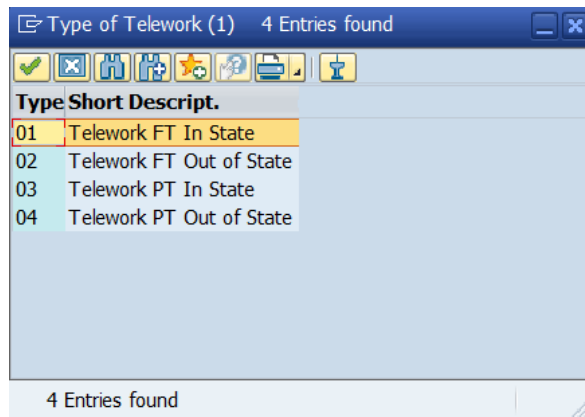 Type of Telework (1) 4 Entries found
Type Short Descript.
01 Telework FT In State
02 Telework FT Out of State
03 Telework PT In State
04 Telework PT Out of State
4 Entries found